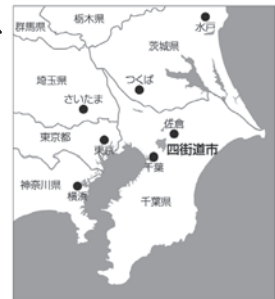 栃木県
群馬県
水戸
茨城県
埼玉県
つくば
さいたま
佐倉
東京都
東京
四街道市
千葉
神奈川県
横浜
千葉県